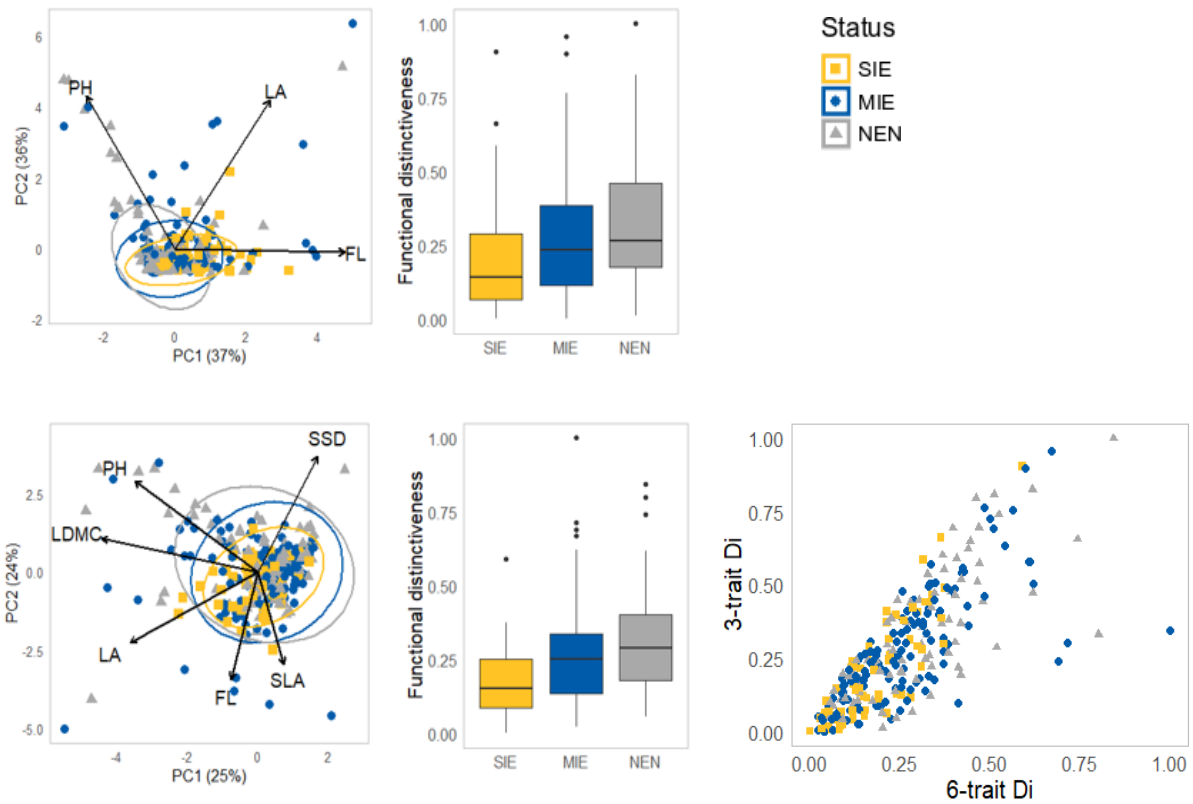 PC2 (36%)
6
4
2
0
-2
PH
LA
FL
-2
0
2
4
PC1 (37%)
Functional distinctiveness
1.00
0.75
0.50
0.25
0.00
SIE
MIE
NEN
Status
SIE
MIE
NEN
PC2 (24%)
2.5
0.0
-2.5
-5.0
SSD
PH
LDMC
LA
FL
SLA
-4
-2
0
2
PC1 (25%)
Functional distinctiveness
1.00
0.75
0.50
0.25
0.00
SIE
MIE
NEN
3-trait Di
1.00
0.75
0.50
0.25
0.00
0.00
0.25
0.50
0.75
1.00
6-trait Di